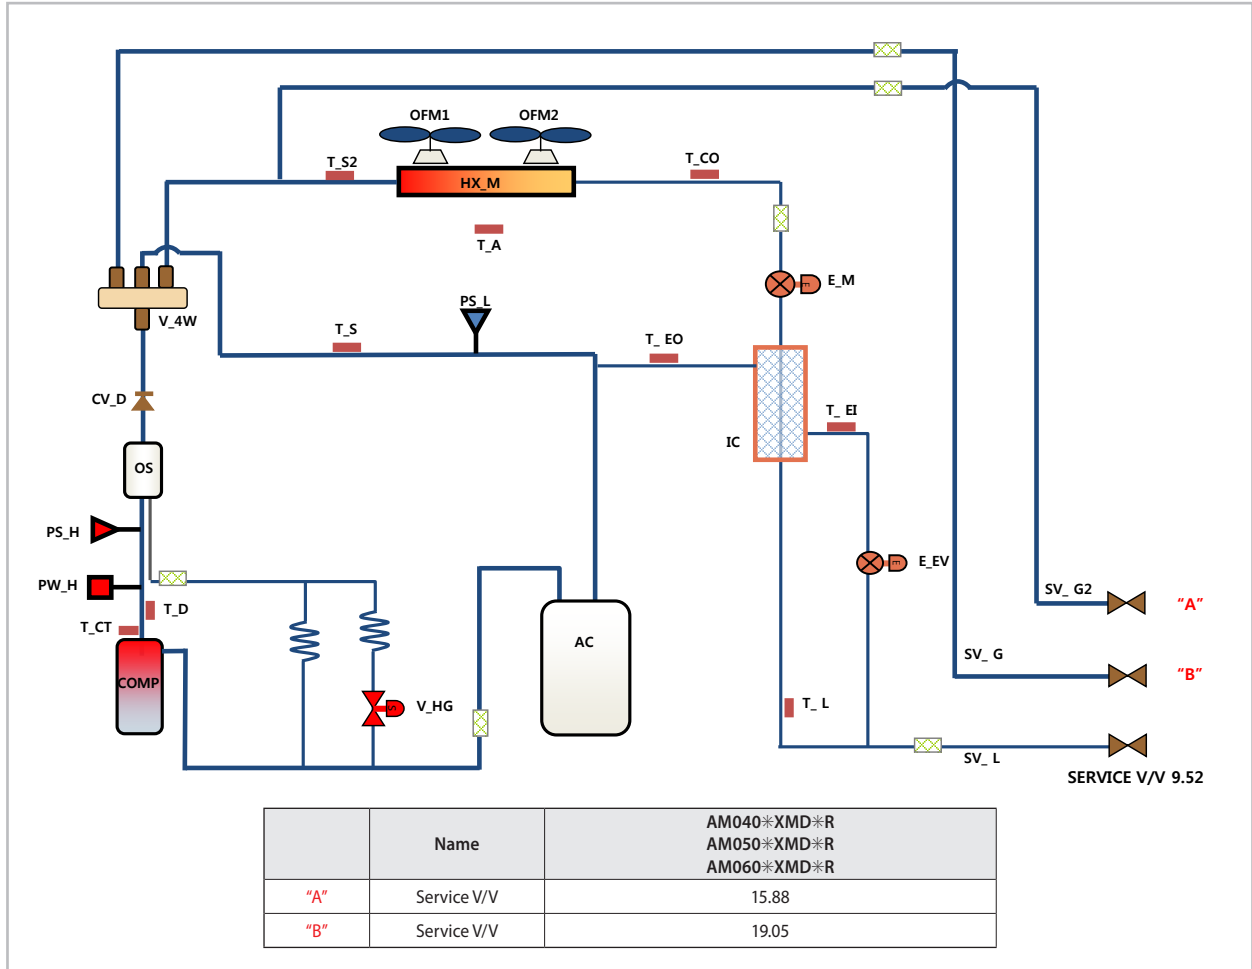 OFM1
OFM2
T_S2
T_CO
HX_M
T_A
E_M
E
PS_L
V_4W
T_S
T_ EO
CV_D
T_ EI
IC
OS
PS_H
E_EV
E
PW_H
T_D
SV_ G2
"A"
T_CT
AC
SV_ G
"B"
COMP
V_HG
S
T_ L
SV_ L
SERVICE V/V 9.52
Name
AM040✳XMD✳R
AM050✳XMD✳R
AM060✳XMD✳R
"A" Service V/V 15.88
"B" Service V/V 19.05